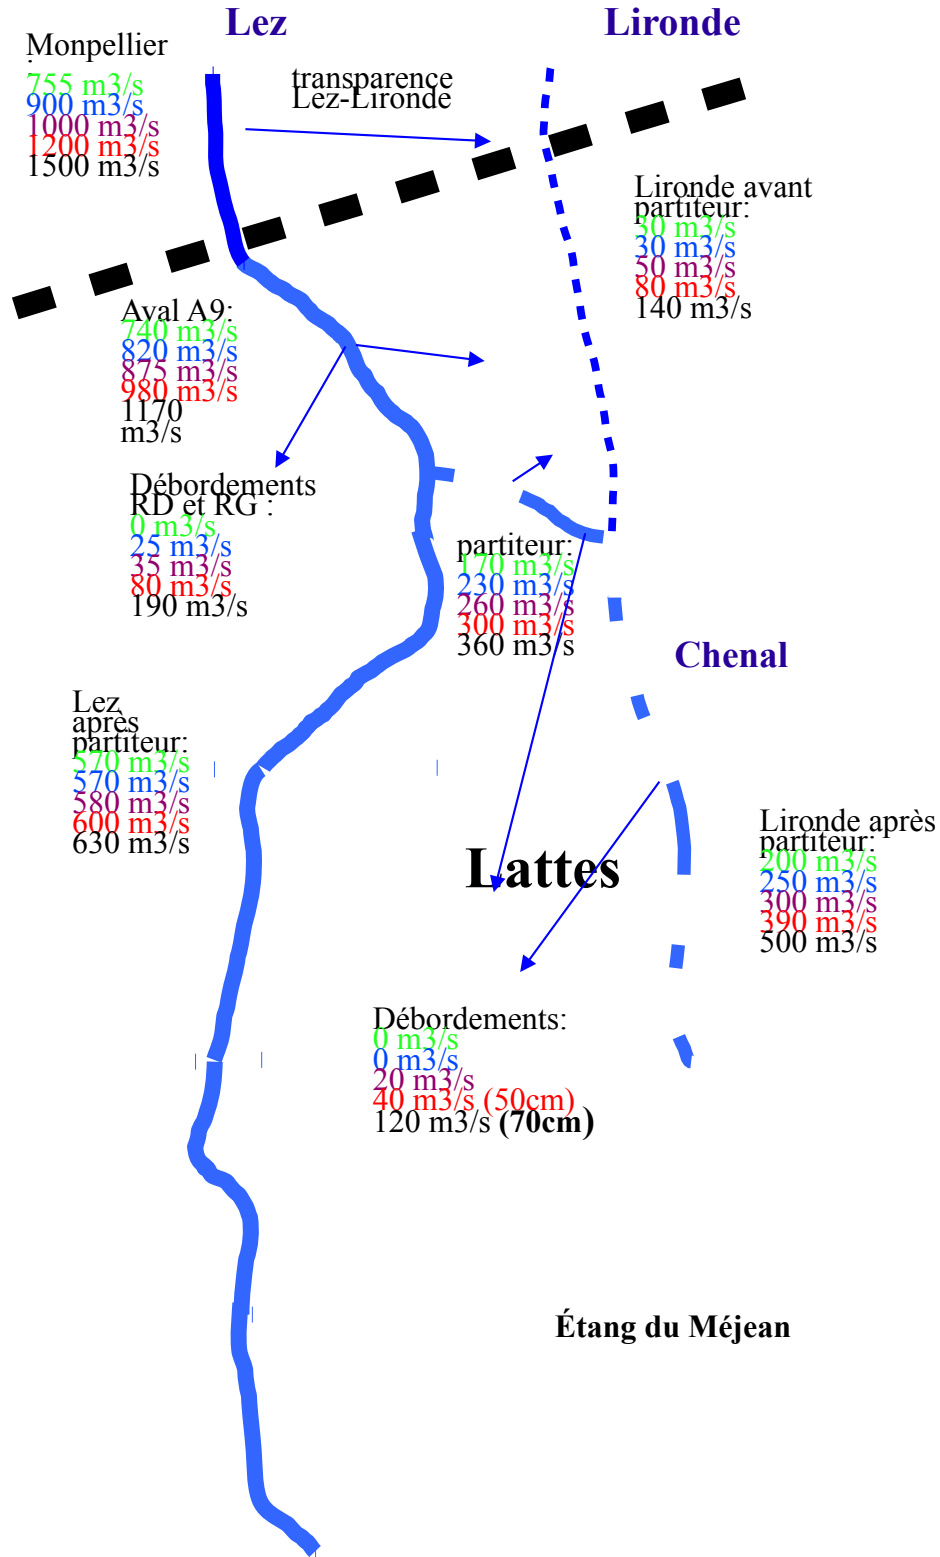 Lez
Lironde
Monpellier
:
755 m3/s
900 m3/s
1000 m3/s
1200 m3/s
1500 m3/s
transparence
Lez-Lironde
Lironde avant
partiteur:
30 m3/s
30 m3/s
50 m3/s
80 m3/s
140 m3/s
Aval A9:
740 m3/s
820 m3/s
875 m3/s
980 m3/s
1170
m3/s
Débordements
RD et RG :
0 m3/s
25 m3/s
35 m3/s
80 m3/s
190 m3/s
partiteur:
170 m3/s
230 m3/s
260 m3/s
300 m3/s
360 m3/s
Chenal
Lez
après
partiteur:
570 m3/s
570 m3/s
580 m3/s
600 m3/s
630 m3/s
Lattes
Lironde après
partiteur:
200 m3/s
250 m3/s
300 m3/s
390 m3/s
500 m3/s
Débordements:
0 m3/s
0 m3/s
20 m3/s
40 m3/s (50cm)
120 m3/s (70cm)
Étang du Méjean